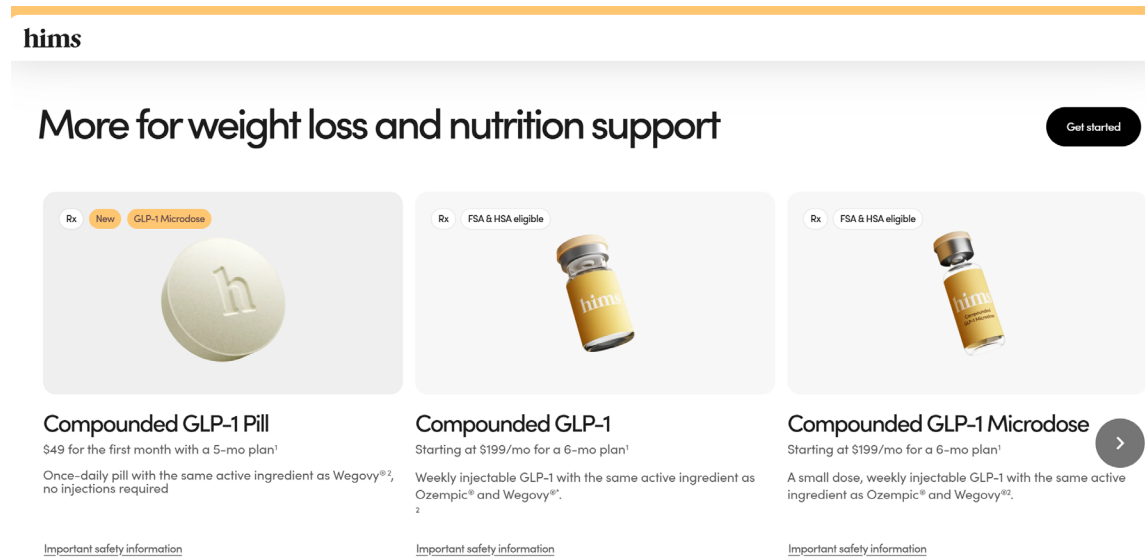 hims
More for weight loss and nutrition support
Get started
Rx New GLP-1 Microdose
h
Compounded GLP-1 Pill
$49 for the first month with a 5-mo plan¹
Once-daily pill with the same active ingredient as Wegovy®²,
no injections required
Important safety information
Rx FSA & HSA eligible
hims
Compounded GLP-1
Starting at $199/mo for a 6-mo plan¹
Weekly injectable GLP-1 with the same active ingredient as
Ozempic® and Wegovy®*.
2
Important safety information
Rx FSA & HSA eligible
hims
Compounded
GLP-1 Microdose
Compounded GLP-1 Microdose
Starting at $199/mo for a 6-mo plan¹
A small dose, weekly injectable GLP-1 with the same active
ingredient as Ozempic® and Wegovy®².
Important safety information